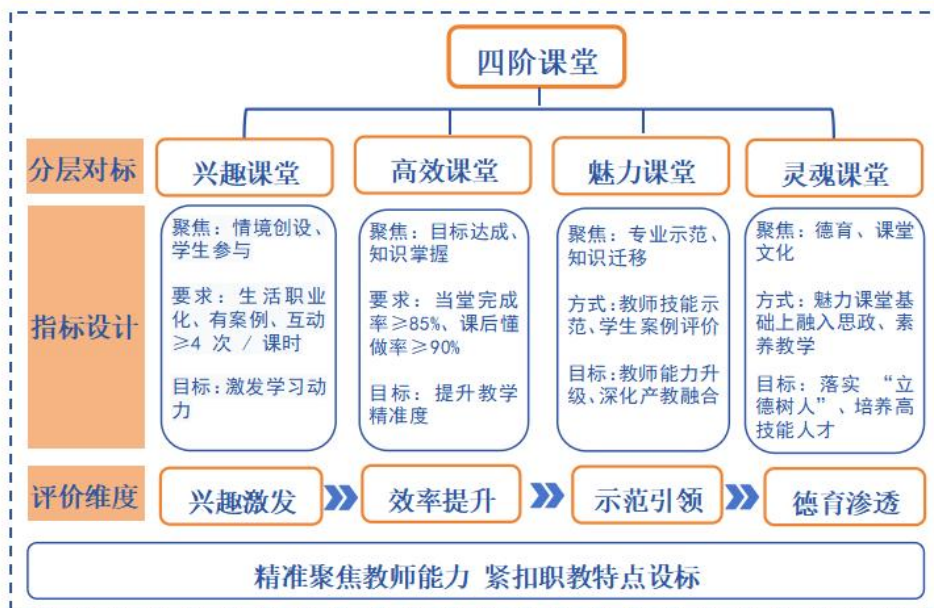 四阶课堂
分层对标
兴趣课堂
高效课堂
魅力课堂
灵魂课堂
指标设计
聚焦：情境创设、
学生参与
要求：生活职业
化、有案例、互动
≥4 次 / 课时
目标：激发学习动
力
聚焦：目标达成、
知识掌握
要求：当堂完成
率≥85%、课后懂
做率≥90%
目标：提升教学
精准度
聚焦：专业示范、
知识迁移
方式：教师技能示
范、学生案例评价
目标：教师能力升
级、深化产教融合
聚焦：德育、课堂
文化
方式：魅力课堂基
础上融入思政、素
养教学
目标：落实 “立
德树人”、培养高
技能人才
评价维度
兴趣激发
效率提升
示范引领
德育渗透
精准聚焦教师能力 紧扣职教特点设标